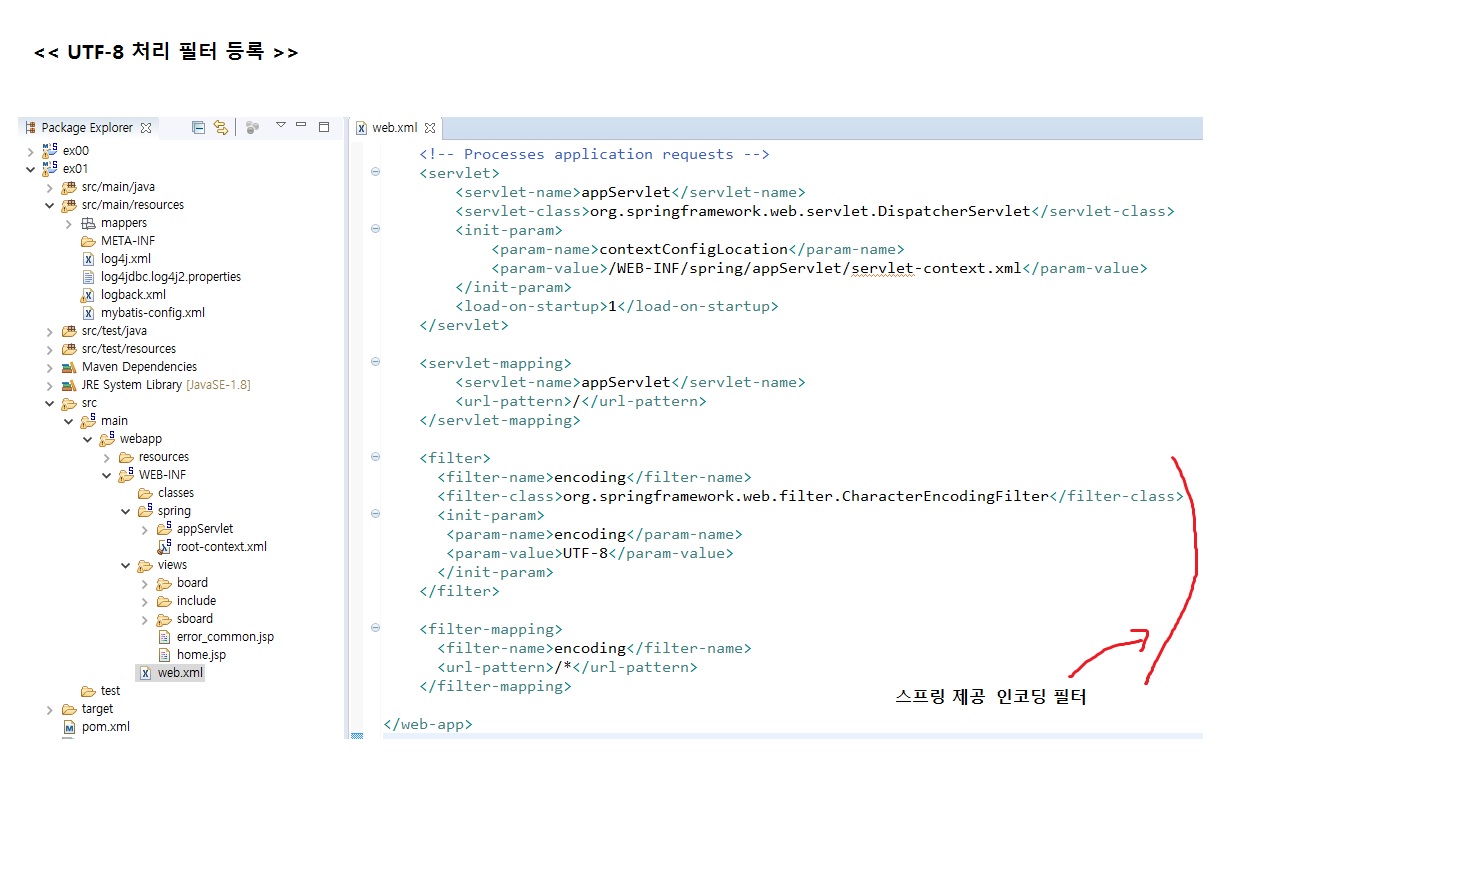 << UTF-8 처리 필터 등록 >>
Package Explorer
ex00
ex01
src/main/java
src/main/resources
mappers
META-INF
log4j.xml
log4jdbc.log4j2.properties
logback.xml
mybatis-config.xml
src/test/java
src/test/resources
Maven Dependencies
JRE System Library [JavaSE-1.8]
src
main
webapp
resources
WEB-INF
classes
spring
appServlet
root-context.xml
views
board
include
sboard
error_common.jsp
home.jsp
web.xml
test
target
pom.xml
web.xml
<!-- Processes application requests -->
<servlet>
<servlet-name>appServlet</servlet-name>
<servlet-class>org.springframework.web.servlet.DispatcherServlet</servlet-class>
<init-param>
<param-name>contextConfigLocation</param-name>
<param-value>/WEB-INF/spring/appServlet/servlet-context.xml</param-value>
</init-param>
<load-on-startup>1</load-on-startup>
</servlet>
<servlet-mapping>
<servlet-name>appServlet</servlet-name>
<url-pattern>/</url-pattern>
</servlet-mapping>
<filter>
<filter-name>encoding</filter-name>
<filter-class>org.springframework.web.filter.CharacterEncodingFilter</filter-class>
<init-param>
<param-name>encoding</param-name>
<param-value>UTF-8</param-value>
</init-param>
</filter>
<filter-mapping>
<filter-name>encoding</filter-name>
<url-pattern>/*</url-pattern>
</filter-mapping>
스프링 제공 인코딩 필터
</web-app>